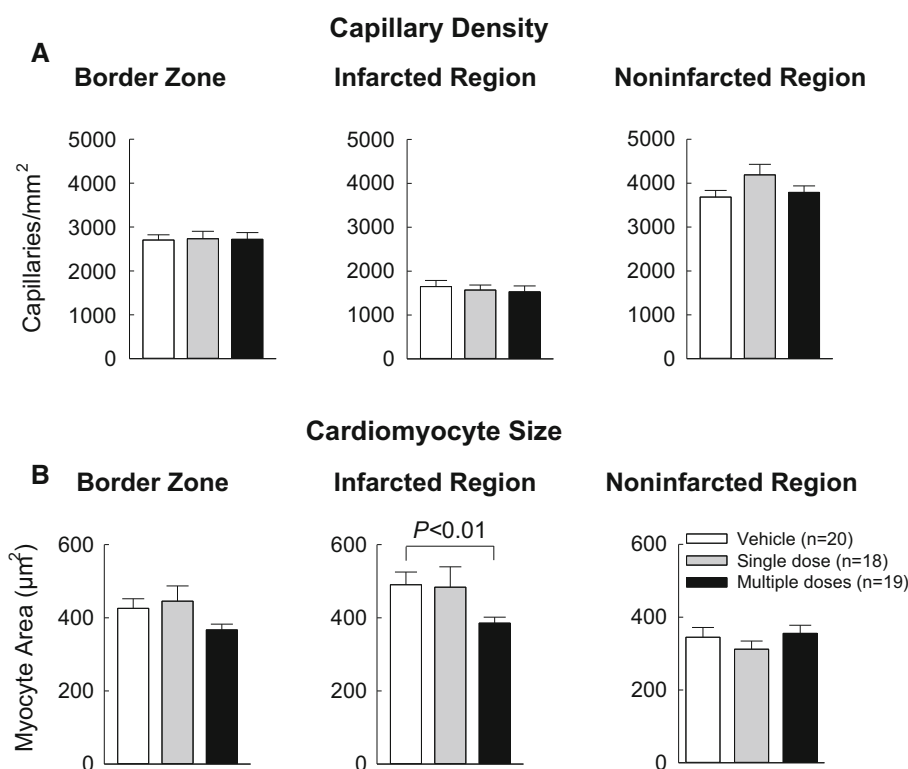 Capillary Density
A
Border Zone
Infarcted Region
Noninfarcted Region
Capillaries/mm²
5000
4000
3000
2000
1000
0
5000
4000
3000
2000
1000
0
5000
4000
3000
2000
1000
0
Cardiomyocyte Size
B
Border Zone
Infarcted Region
Noninfarcted Region
Myocyte Area (μm²)
600
400
200
0
P<0.01
600
400
200
0
600
400
200
0
Vehicle (n=20)
Single dose (n=18)
Multiple doses (n=19)